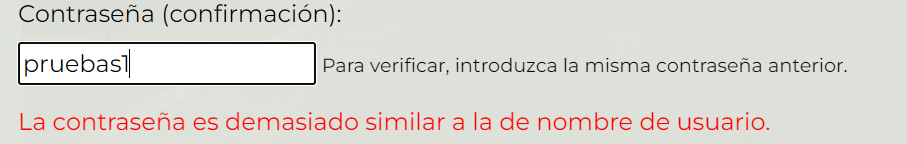 Contraseña (confirmación):
pruebas1 Para verificar, introduzca la misma contraseña anterior.
La contraseña es demasiado similar a la de nombre de usuario.